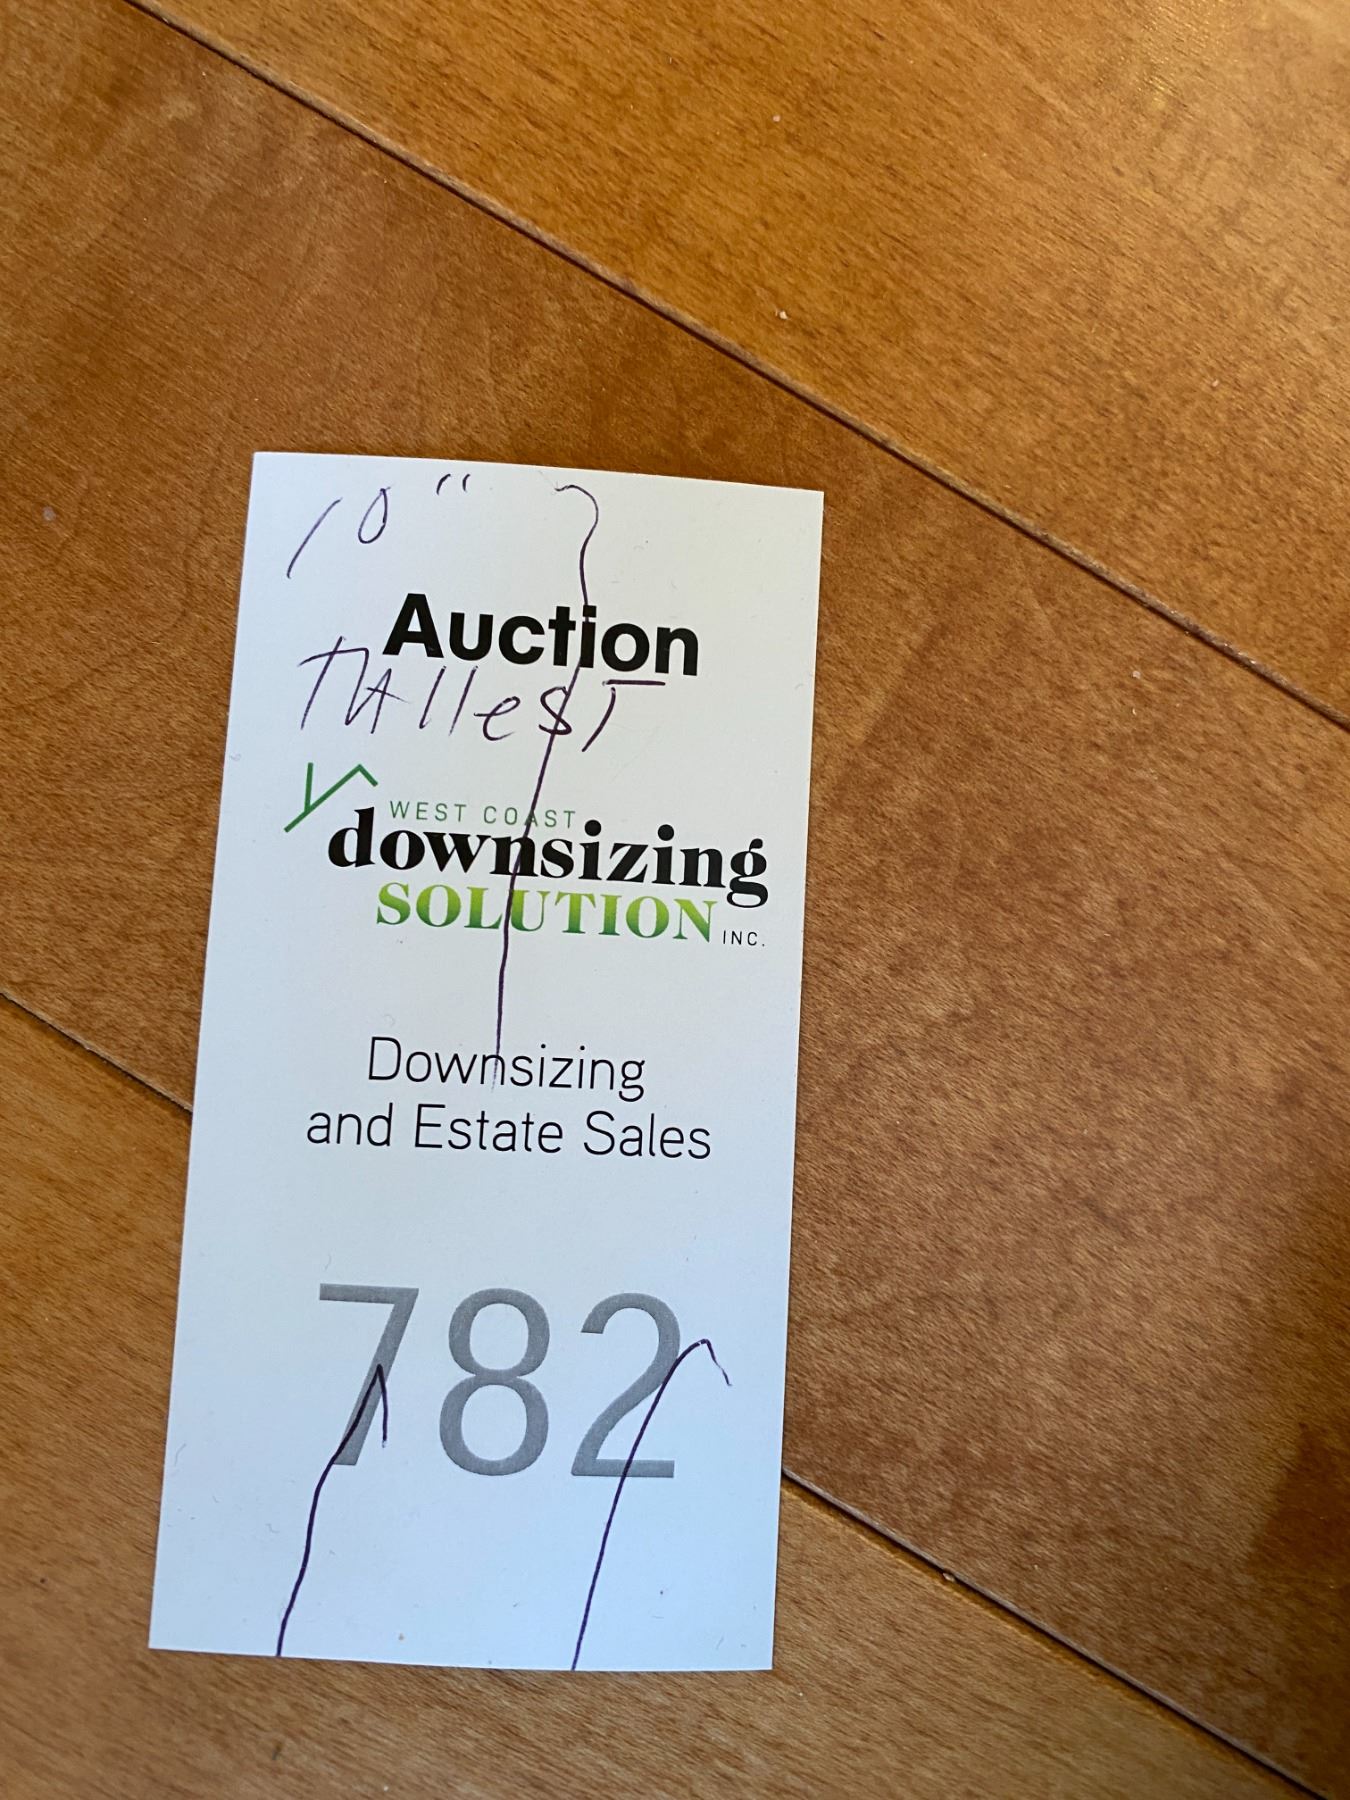 10"
Auction
TAllesT
WEST COAST
downsizing
SOLUTION INC.
Downsizing
and Estate Sales
782